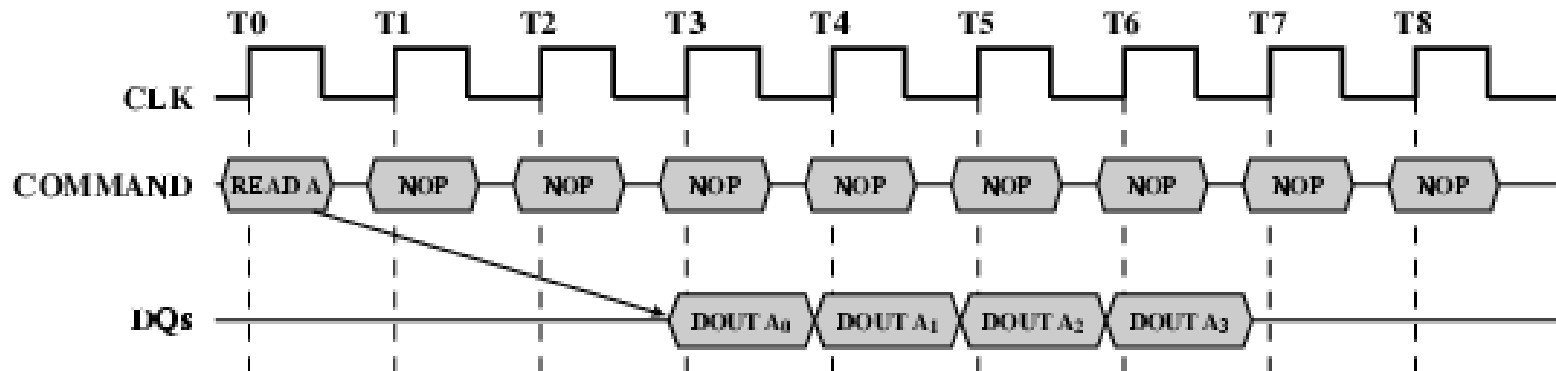 T0 T1 T2 T3 T4 T5 T6 T7 T8
CLK
COMMAND READ A NOP NOP NOP NOP NOP NOP NOP NOP
DQs DOUT A0 DOUT A1 DOUT A2 DOUT A3